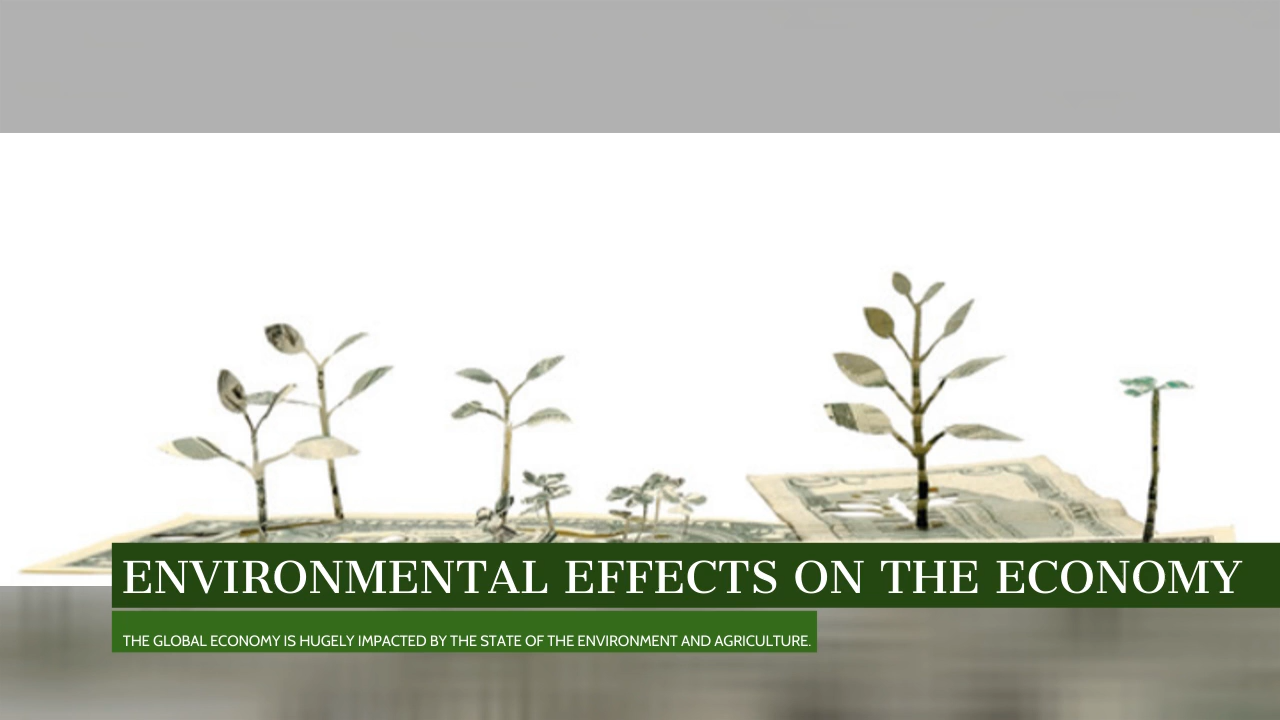 ENVIRONMENTAL EFFECTS ON THE ECONOMY
THE GLOBAL ECONOMY IS HUGELY IMPACTED BY THE STATE OF THE ENVIRONMENT AND AGRICULTURE.